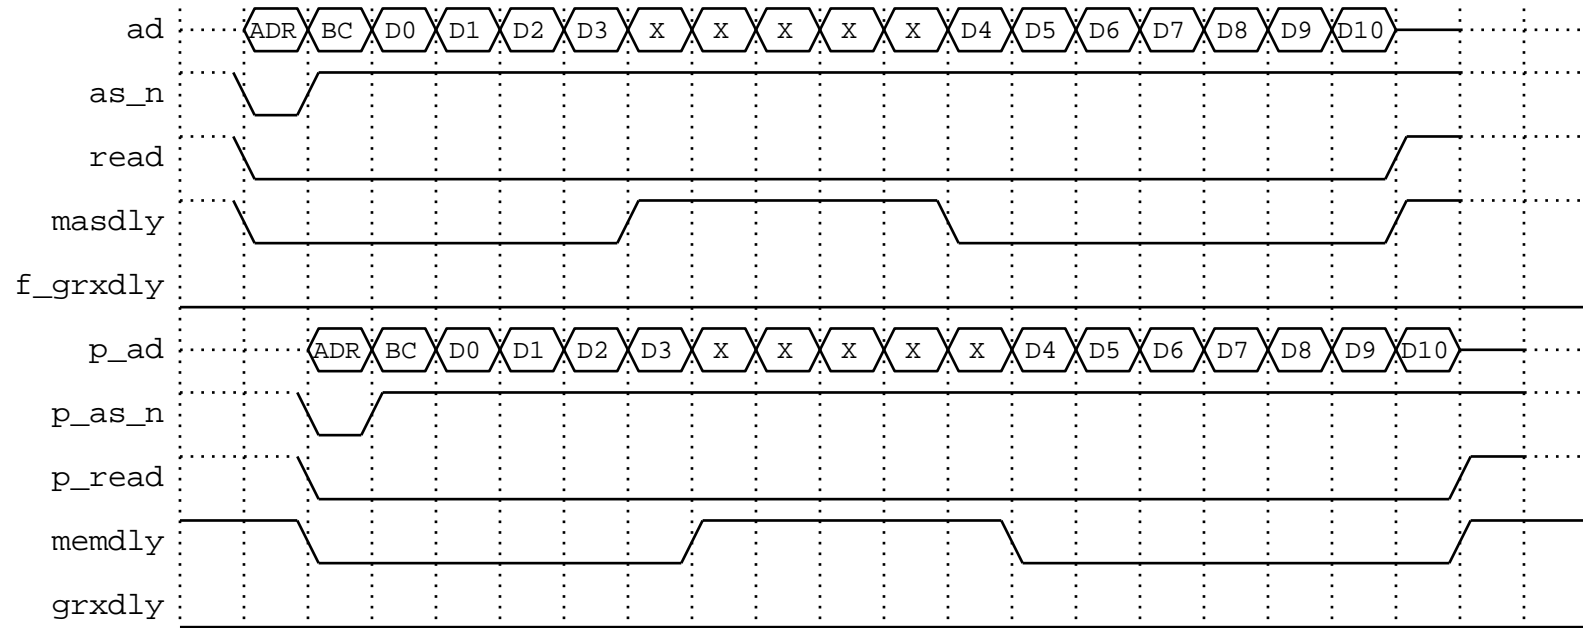 ad ADR BC D0 D1 D2 D3 X X X X X D4 D5 D6 D7 D8 D9 D10
as_n
read
masdly
f_grxdly
p_ad ADR BC D0 D1 D2 D3 X X X X X D4 D5 D6 D7 D8 D9 D10
p_as_n
p_read
memdly
grxdly